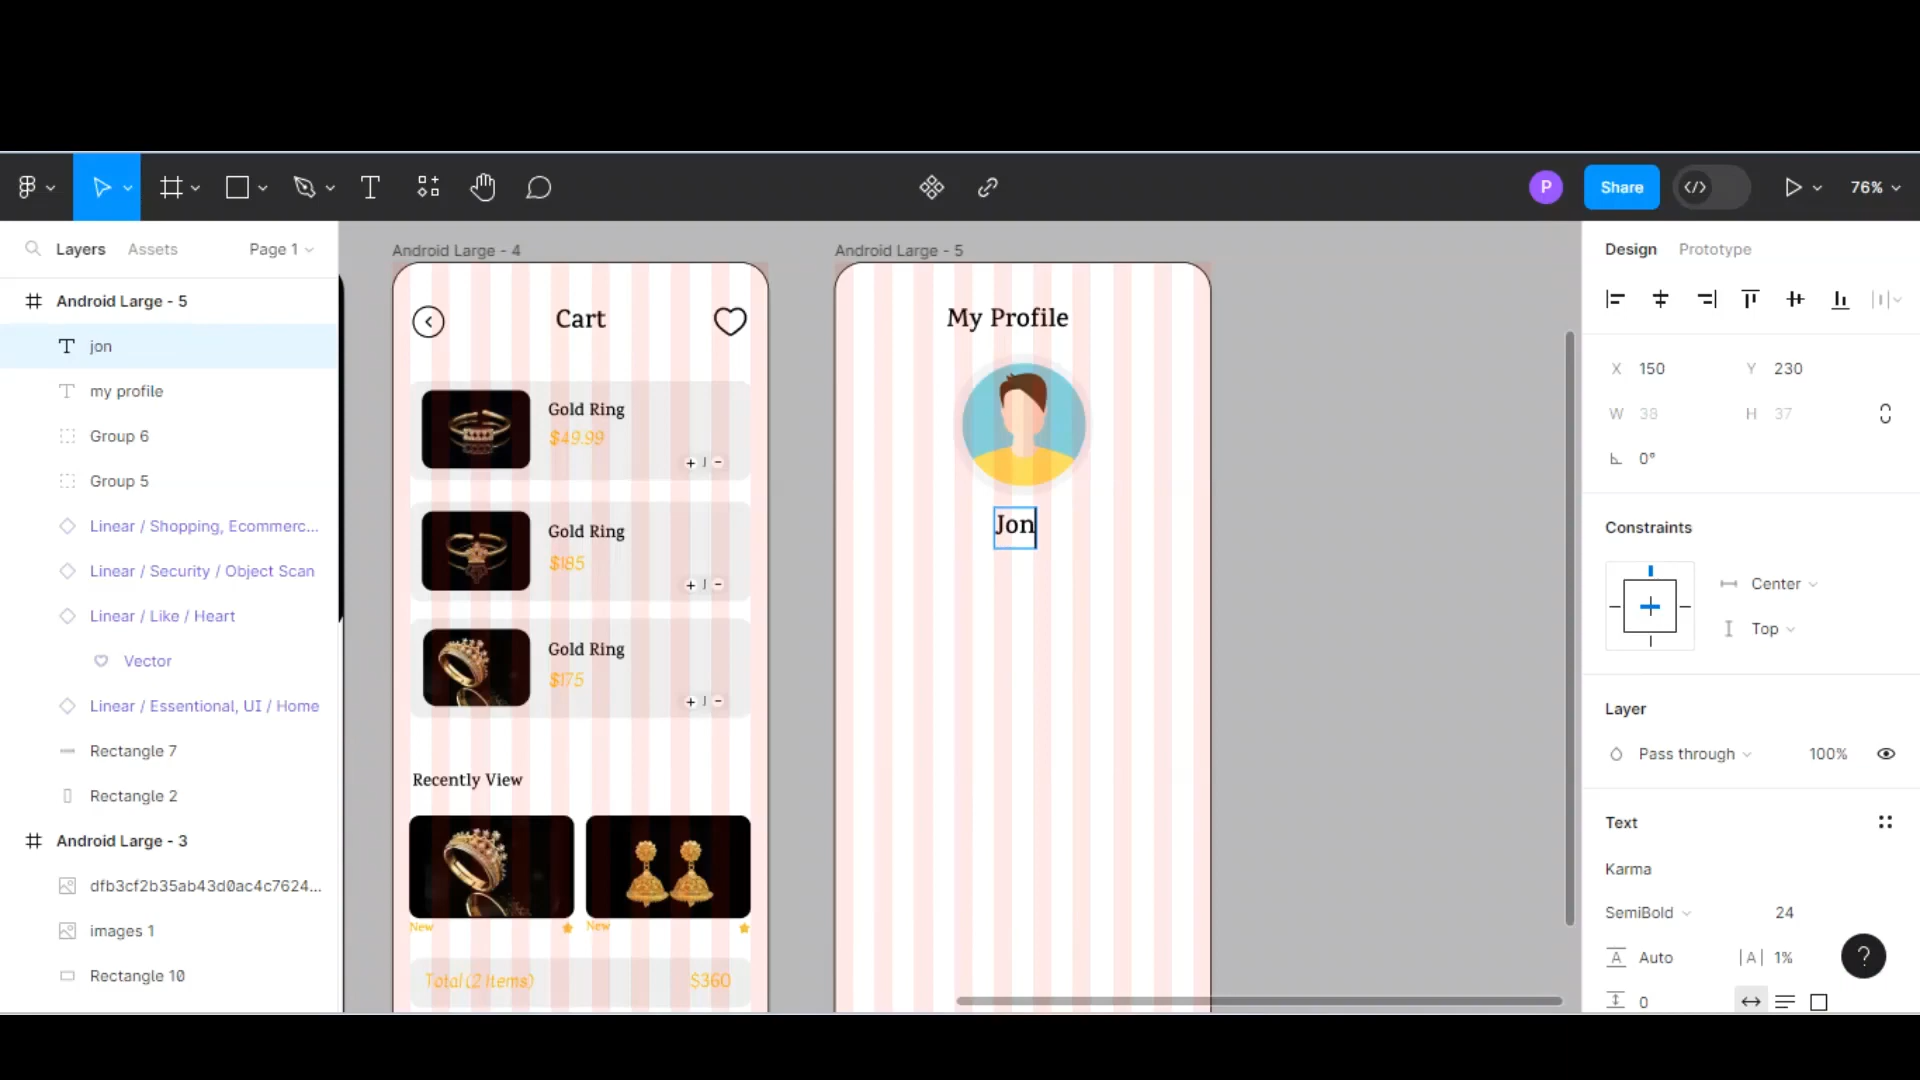 P
Share
76%
Layers
Assets
Page 1
Android Large - 5
jon
my profile
Group 6
Group 5
Linear / Shopping, Ecommerc...
Linear / Security / Object Scan
Linear / Like / Heart
Vector
Linear / Essentional, UI / Home
Rectangle 7
Rectangle 2
Android Large - 3
dfb3cf2b35ab43d0ac4c7624...
images 1
Rectangle 10
Android Large - 4
Cart
Gold Ring
$49.99
+ 1 -
Gold Ring
$185
+ 1 -
Gold Ring
$175
+ 1 -
Recently View
New
New
Total(2 Items)
$360
Android Large - 5
My Profile
Jon
Design
Prototype
X 150
Y 230
W 38
H 37
0°
Constraints
Center
Top
Layer
Pass through
100%
Text
Karma
SemiBold
24
A Auto
|A| 1%
0
?